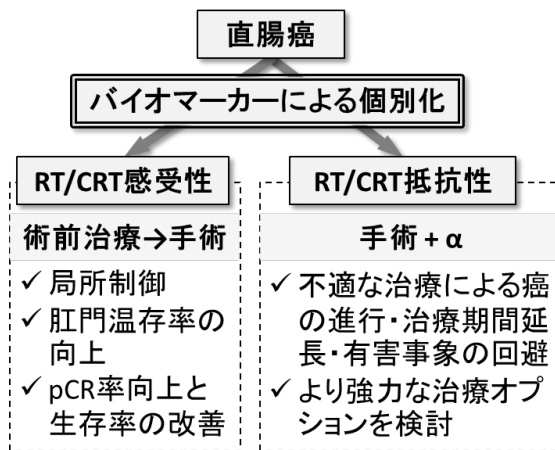 直腸癌
バイオマーカーによる個別化
RT/CRT感受性
術前治療→手術
✓ 局所制御
✓ 肛門温存率の
向上
✓ pCR率向上と
生存率の改善
RT/CRT抵抗性
手術 + α
✓ 不適な治療による癌
の進行・治療期間延
長・有害事象の回避
✓ より強力な治療オプ
ションを検討